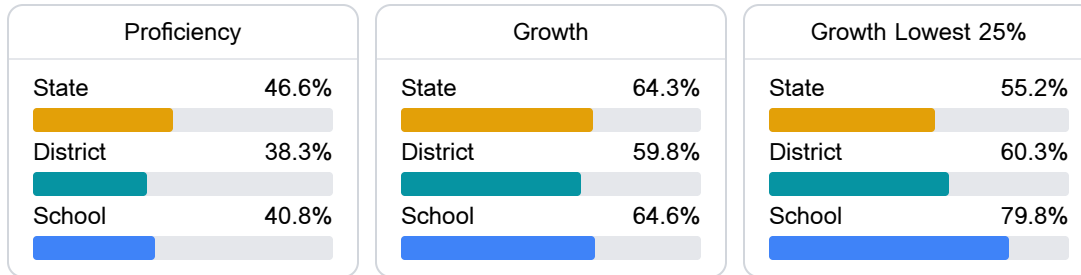 Proficiency
State 46.6%
District 38.3%
School 40.8%
Growth
State 64.3%
District 59.8%
School 64.6%
Growth Lowest 25%
State 55.2%
District 60.3%
School 79.8%